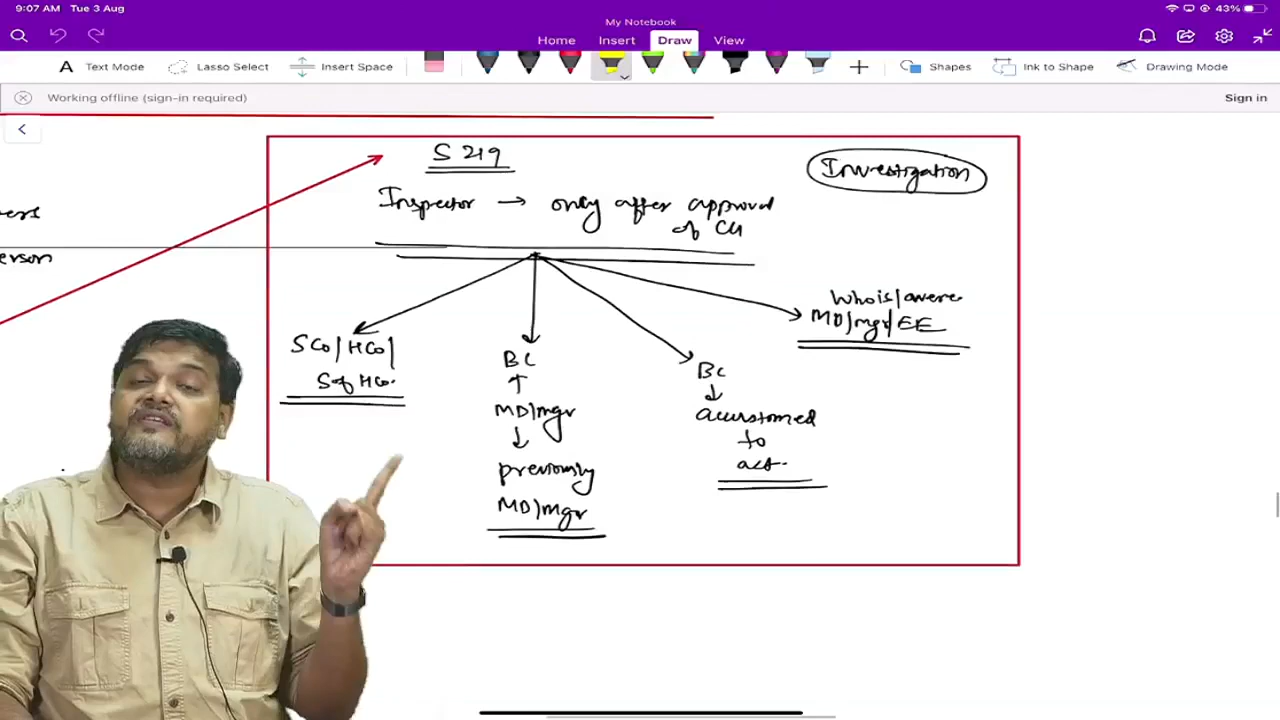 9:07 AM Tue 3 Aug
43%
My Notebook
Home Insert Draw View
Text Mode Lasso Select Insert Space Shapes Ink to Shape Drawing Mode
Working offline (sign-in required) Sign in
S 219
Investigation
Inspector → only after approval
of CG
erson
SCo/HCo/
S of HCo.
BC
↑
MD/mgr
↓
previously
MD/mgr
BC
↓
accustomed
to
act.
Who is/were
MD/mgr/EE